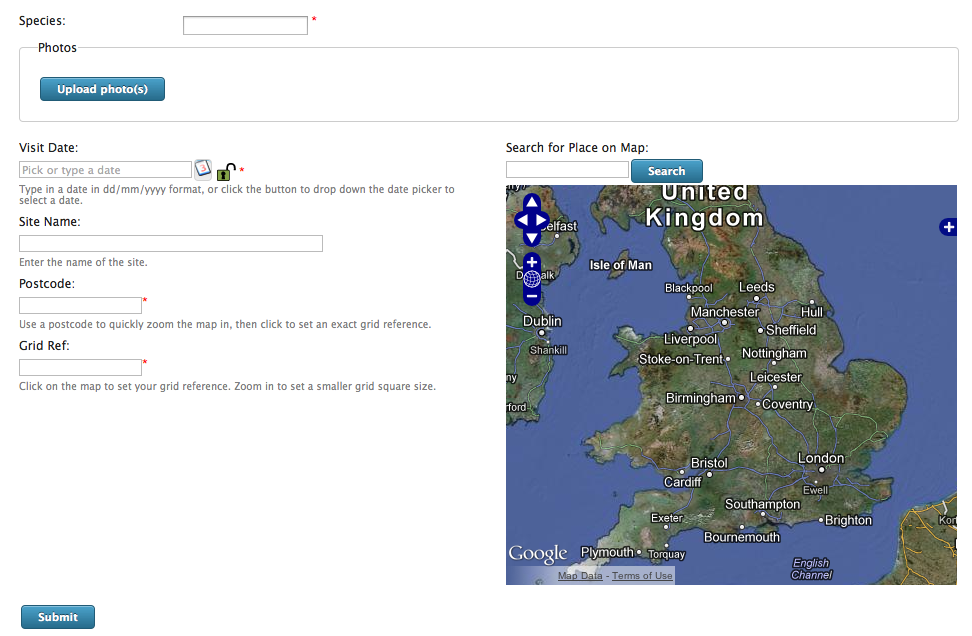 Species:
*
Photos
Upload photo(s)
Visit Date:
Pick or type a date
3
*
Type in a date in dd/mm/yyyy format, or click the button to drop down the date picker to
select a date.
Site Name:
Enter the name of the site.
Postcode:
*
Use a postcode to quickly zoom the map in, then click to set an exact grid reference.
Grid Ref:
*
Click on the map to set your grid reference. Zoom in to set a smaller grid square size.
Search for Place on Map:
Search
United
Kingdom
elfast
Isle of Man
Blackpool
Leeds
Manchester
Hull
Dublin
Liverpool
Sheffield
Shankill
Stoke-on-Trent
Nottingham
ny
Leicester
Birmingham
Coventry
rford
London
Bristol
Cardiff
Ewell
Southampton
Exeter
Brighton
Kor
Bournemouth
Google
Plymouth
Torquay
English
Channel
Map Data - Terms of Use
Submit